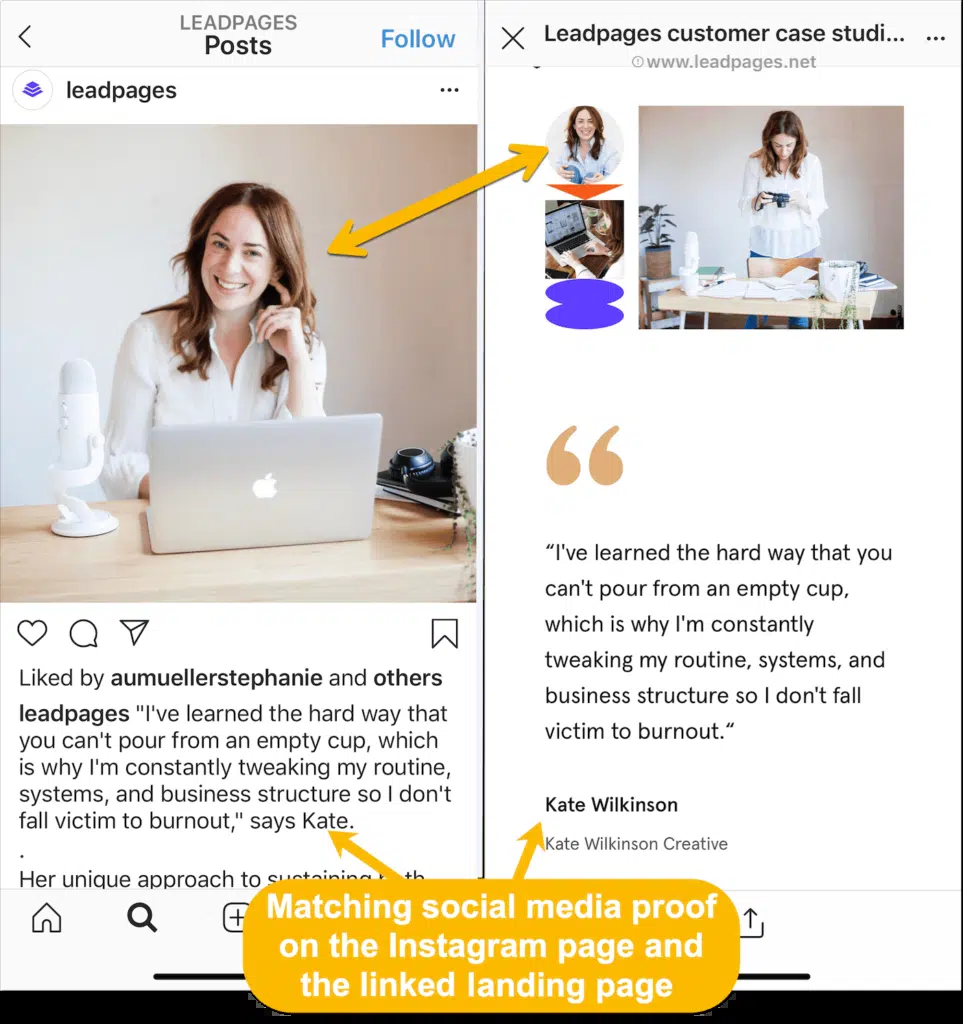 LEADPAGES
Posts
Follow
leadpages
Liked by aumuellerstephanie and others
leadpages "I've learned the hard way that
you can't pour from an empty cup, which
is why I'm constantly tweaking my routine,
systems, and business structure so I don't
fall victim to burnout," says Kate.
.
Her unique approach to sustaining both
Leadpages customer case studi...
www.leadpages.net
“I've learned the hard way that you
can't pour from an empty cup,
which is why I'm constantly
tweaking my routine, systems, and
business structure so I don't fall
victim to burnout.“
Kate Wilkinson
Kate Wilkinson Creative
Matching social media proof
on the Instagram page and
the linked landing page